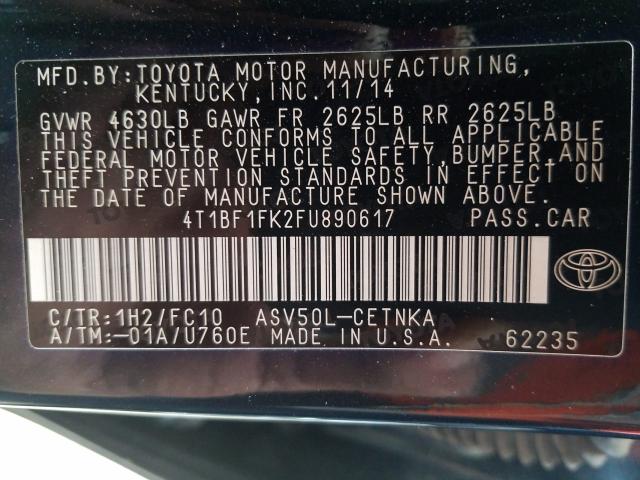 MFD.BY:TOYOTA MOTOR MANUFACTURING,
KENTUCKY,INC.11/14
GVWR 4630LB GAWR FR 2625LB RR 2625LB
THIS VEHICLE CONFORMS TO ALL APPLICABLE
FEDERAL MOTOR VEHICLE SAFETY,BUMPER,AND
THEFT PREVENTION STANDARDS IN EFFECT ON
THE DATE OF MANUFACTURE SHOWN ABOVE.
4T1BF1FK2FU890617 PASS.CAR
C/TR:1H2/FC10 ASV50L-CETNKA
A/TM:-01A/U760E MADE IN U.S.A. 62235